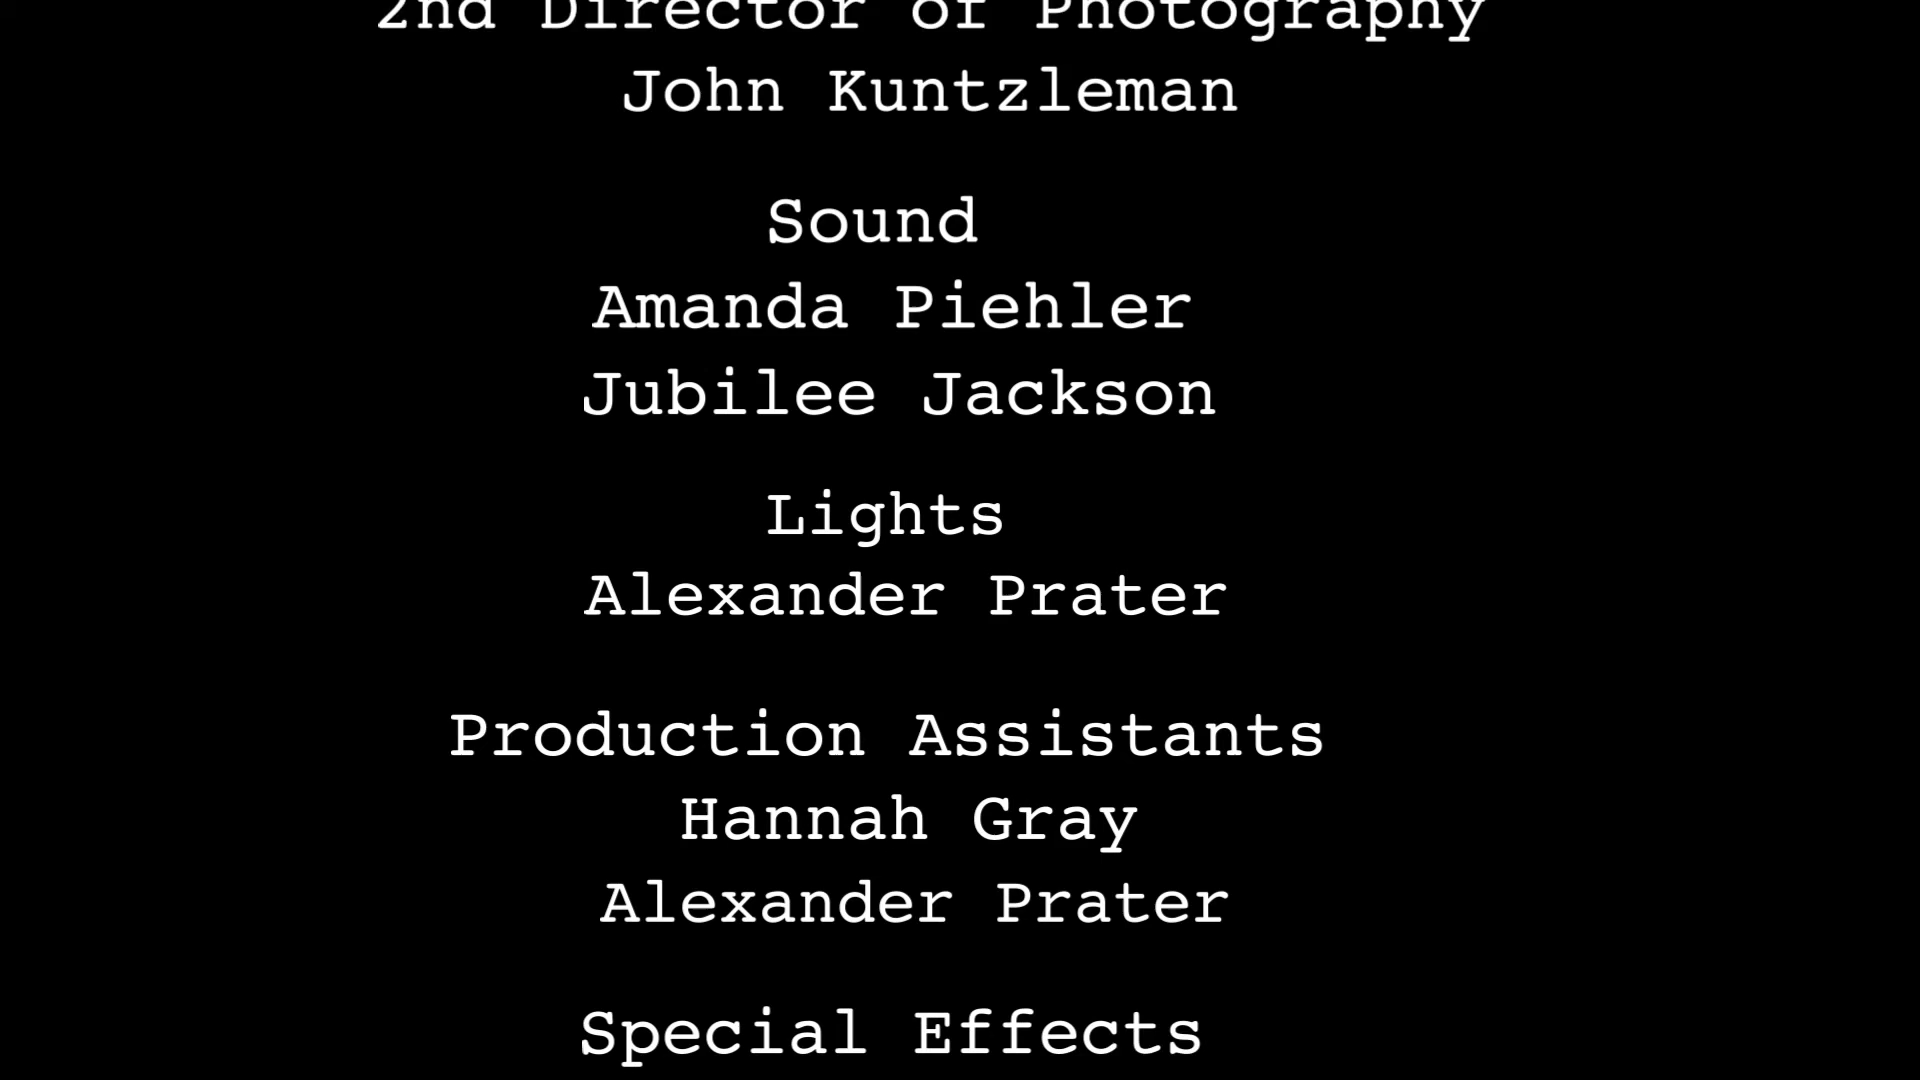 2nd Director of Photography
John Kuntzleman
Sound
Amanda Piehler
Jubilee Jackson
Lights
Alexander Prater
Production Assistants
Hannah Gray
Alexander Prater
Special Effects